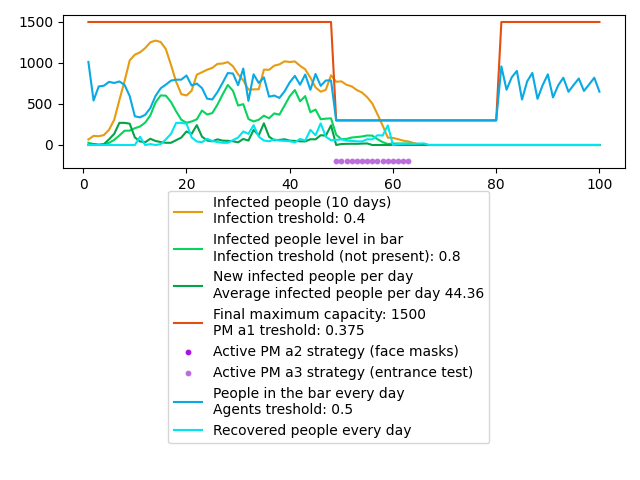 1500
1000
500
0
0 20 40 60 80 100
Infected people (10 days)
Infection treshold: 0.4
Infected people level in bar
Infection treshold (not present): 0.8
New infected people per day
Average infected people per day 44.36
Final maximum capacity: 1500
PM a1 treshold: 0.375
Active PM a2 strategy (face masks)
Active PM a3 strategy (entrance test)
People in the bar every day
Agents treshold: 0.5
Recovered people every day